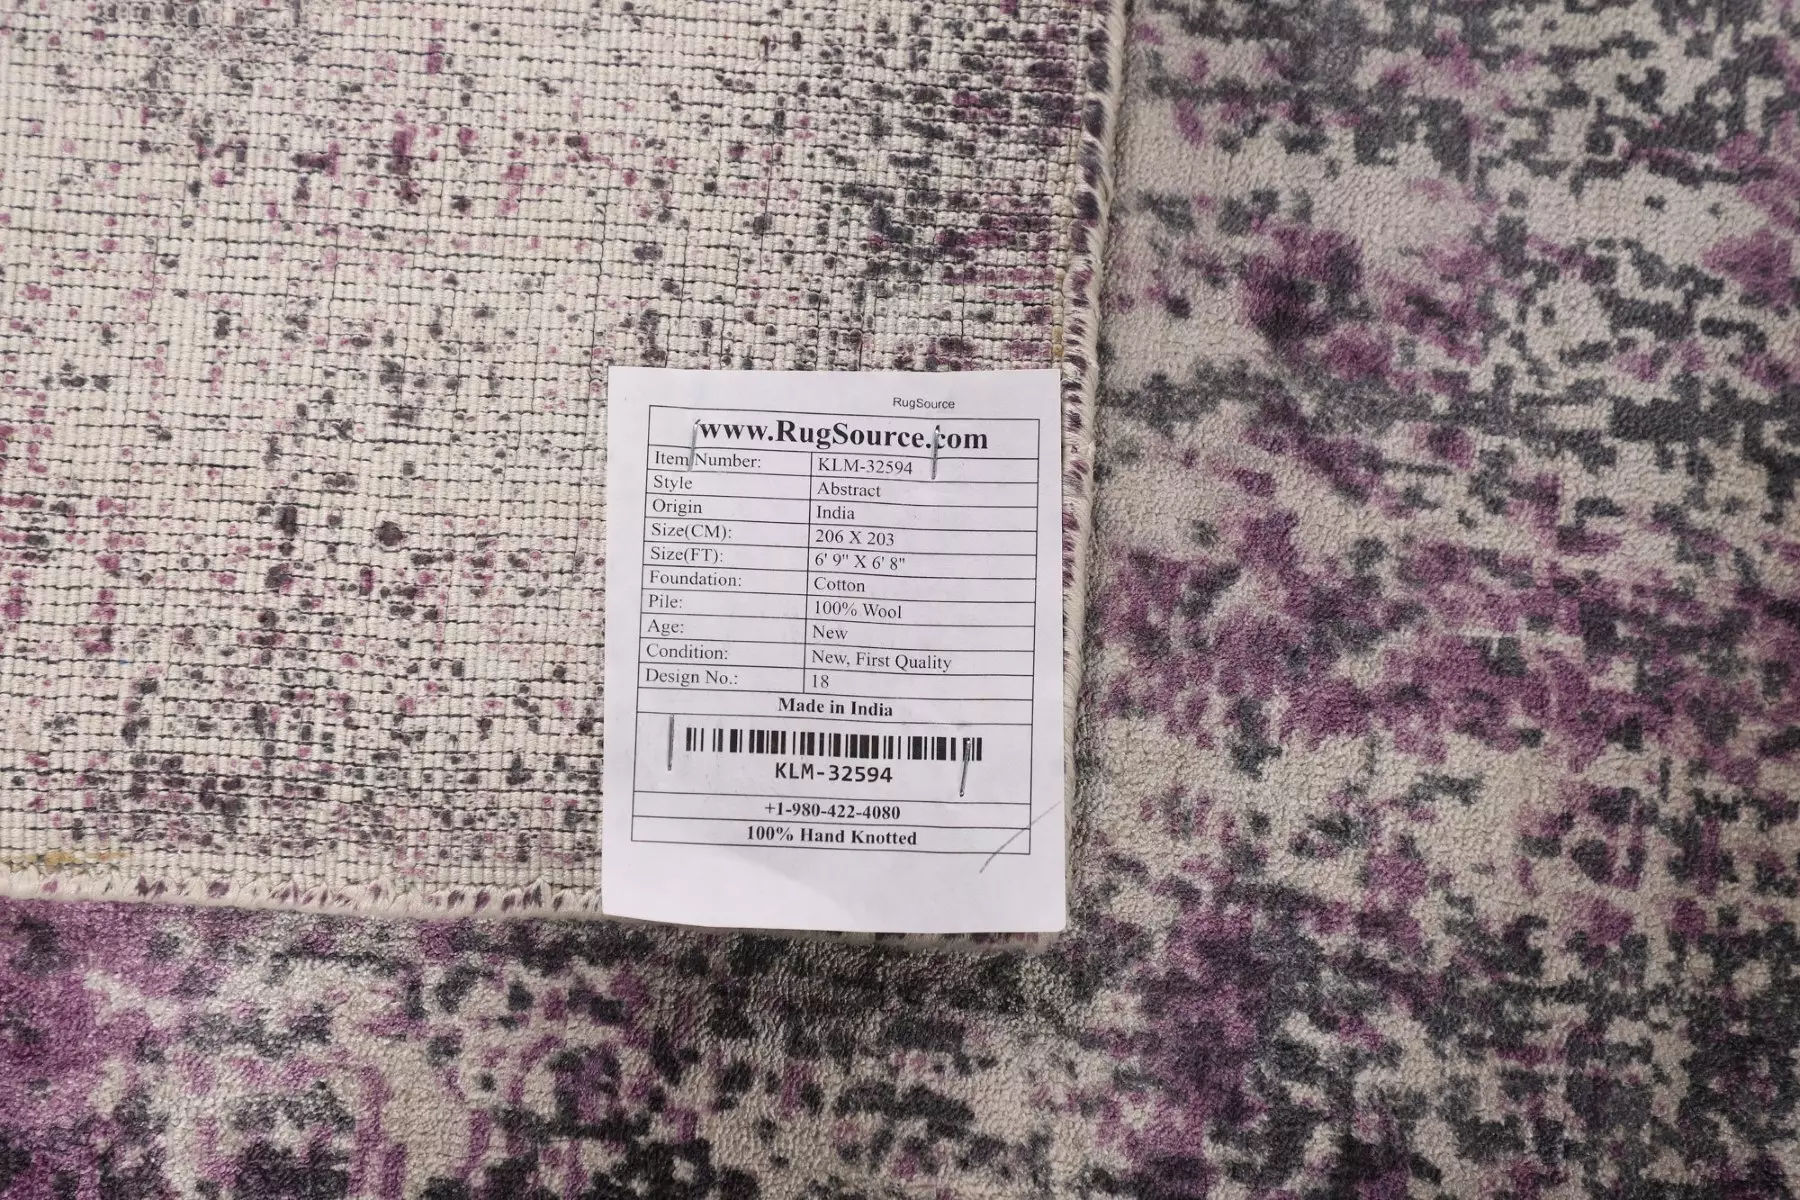 RugSource
www.RugSource.com
Item Number: KLM-32594
Style Abstract
Origin India
Size(CM): 206 X 203
Size(FT): 6' 9" X 6' 8"
Foundation: Cotton
Pile: 100% Wool
Age: New
Condition: New, First Quality
Design No.: 18
Made in India
KLM-32594
+1-980-422-4080
100% Hand Knotted